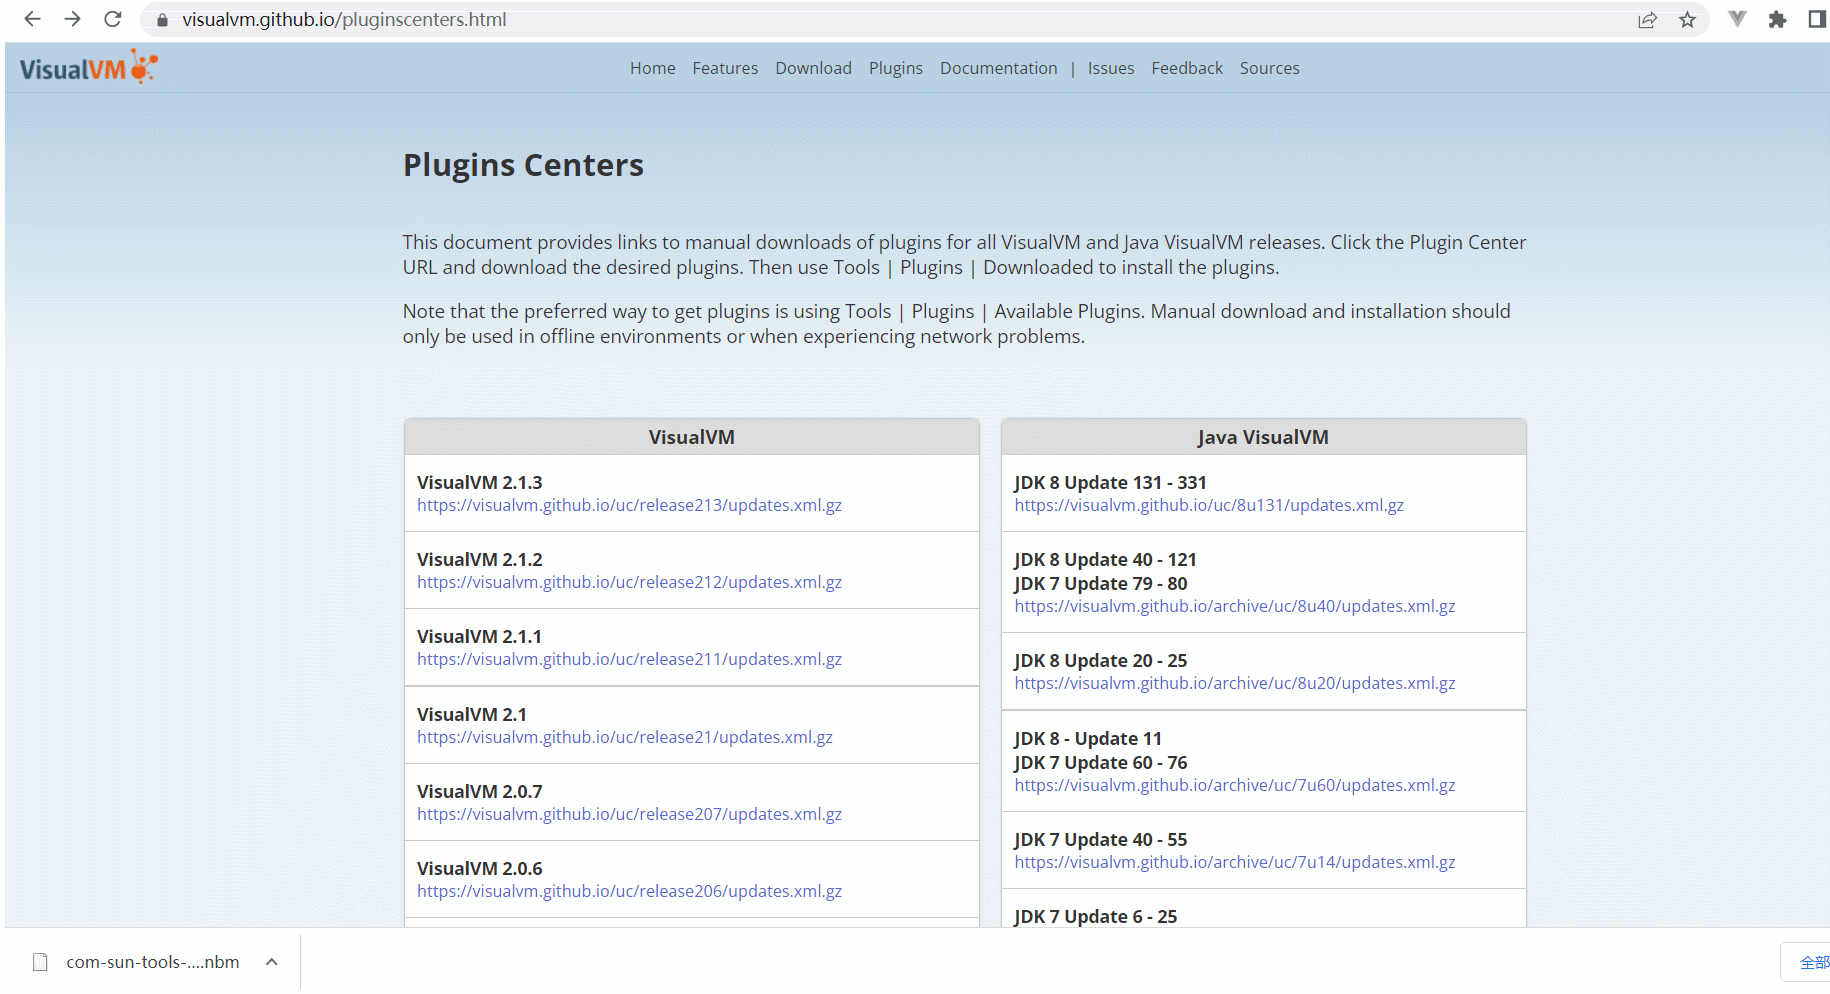 visualvm.github.io/pluginscenters.html
VisualVM
Home Features Download Plugins Documentation | Issues Feedback Sources
Plugins Centers
This document provides links to manual downloads of plugins for all VisualVM and Java VisualVM releases. Click the Plugin Center
URL and download the desired plugins. Then use Tools | Plugins | Downloaded to install the plugins.
Note that the preferred way to get plugins is using Tools | Plugins | Available Plugins. Manual download and installation should
only be used in offline environments or when experiencing network problems.
VisualVM
VisualVM 2.1.3
https://visualvm.github.io/uc/release213/updates.xml.gz
VisualVM 2.1.2
https://visualvm.github.io/uc/release212/updates.xml.gz
VisualVM 2.1.1
https://visualvm.github.io/uc/release211/updates.xml.gz
VisualVM 2.1
https://visualvm.github.io/uc/release21/updates.xml.gz
VisualVM 2.0.7
https://visualvm.github.io/uc/release207/updates.xml.gz
VisualVM 2.0.6
https://visualvm.github.io/uc/release206/updates.xml.gz
Java VisualVM
JDK 8 Update 131 - 331
https://visualvm.github.io/uc/8u131/updates.xml.gz
JDK 8 Update 40 - 121
JDK 7 Update 79 - 80
https://visualvm.github.io/archive/uc/8u40/updates.xml.gz
JDK 8 Update 20 - 25
https://visualvm.github.io/archive/uc/8u20/updates.xml.gz
JDK 8 - Update 11
JDK 7 Update 60 - 76
https://visualvm.github.io/archive/uc/7u60/updates.xml.gz
JDK 7 Update 40 - 55
https://visualvm.github.io/archive/uc/7u14/updates.xml.gz
JDK 7 Update 6 - 25
com-sun-tools-....nbm
全部